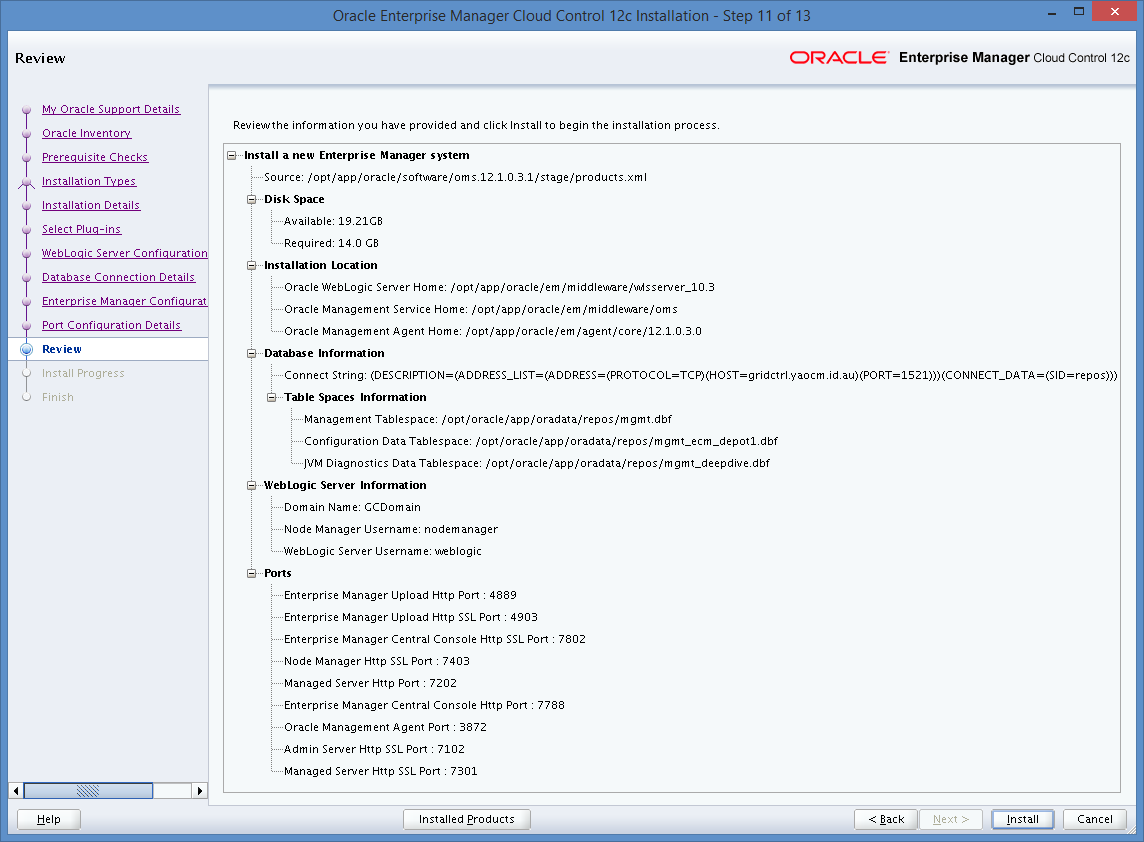 Oracle Enterprise Manager Cloud Control 12c Installation - Step 11 of 13
Review
ORACLE Enterprise Manager Cloud Control 12c
My Oracle Support Details
Oracle Inventory
Prerequisite Checks
Installation Types
Installation Details
Select Plug-ins
WebLogic Server Configuration
Database Connection Details
Enterprise Manager Configurat
Port Configuration Details
Review
Install Progress
Finish
Review the information you have provided and click Install to begin the installation process.
Install a new Enterprise Manager system
Source: /opt/app/oracle/software/oms.12.1.0.3.1/stage/products.xml
Disk Space
Available: 19.21GB
Required: 14.0 GB
Installation Location
Oracle WebLogic Server Home: /opt/app/oracle/em/middleware/wlsserver_10.3
Oracle Management Service Home: /opt/app/oracle/em/middleware/oms
Oracle Management Agent Home: /opt/app/oracle/em/agent/core/12.1.0.3.0
Database Information
Connect String: (DESCRIPTION=(ADDRESS_LIST=(ADDRESS=(PROTOCOL=TCP)(HOST=gridctrl.yaocm.id.au)(PORT=1521)))(CONNECT_DATA=(SID=repos)))
Table Spaces Information
Management Tablespace: /opt/oracle/app/oradata/repos/mgmt.dbf
Configuration Data Tablespace: /opt/oracle/app/oradata/repos/mgmt_ecm_depot1.dbf
JVM Diagnostics Data Tablespace: /opt/oracle/app/oradata/repos/mgmt_deepdive.dbf
WebLogic Server Information
Domain Name: GCDomain
Node Manager Username: nodemanager
WebLogic Server Username: weblogic
Ports
Enterprise Manager Upload Http Port : 4889
Enterprise Manager Upload Http SSL Port : 4903
Enterprise Manager Central Console Http SSL Port : 7802
Node Manager Http SSL Port : 7403
Managed Server Http Port : 7202
Enterprise Manager Central Console Http Port : 7788
Oracle Management Agent Port : 3872
Admin Server Http SSL Port : 7102
Managed Server Http SSL Port : 7301
Help
Installed Products
< Back
Next >
Install
Cancel